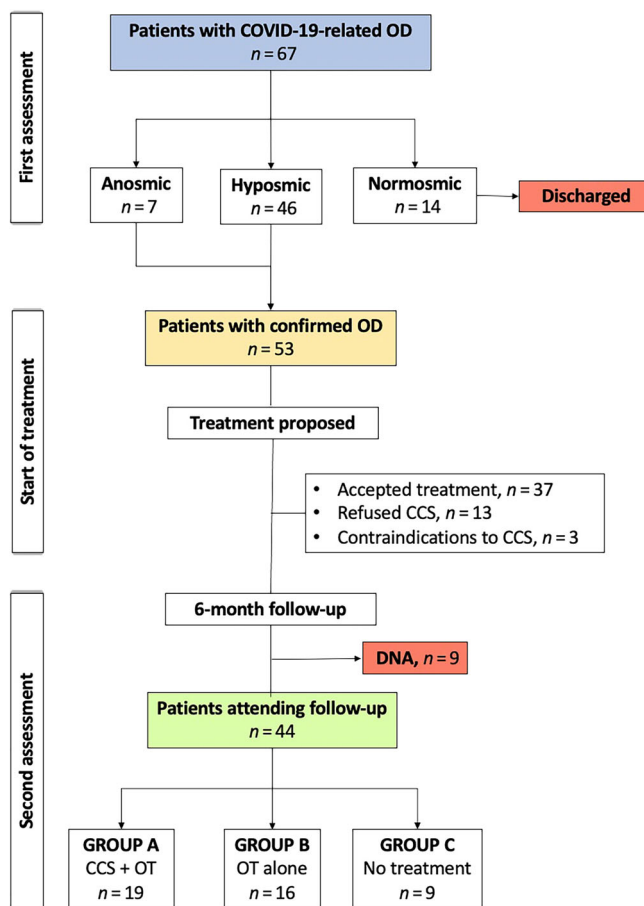 First assessment
Patients with COVID-19-related OD
n = 67
Anosmic
n = 7
Hyposmic
n = 46
Normosmic
n = 14
Discharged
Start of treatment
Patients with confirmed OD
n = 53
Treatment proposed
• Accepted treatment, n = 37
• Refused CCS, n = 13
• Contraindications to CCS, n = 3
Second assessment
6-month follow-up
DNA, n = 9
Patients attending follow-up
n = 44
GROUP A
CCS + OT
n = 19
GROUP B
OT alone
n = 16
GROUP C
No treatment
n = 9